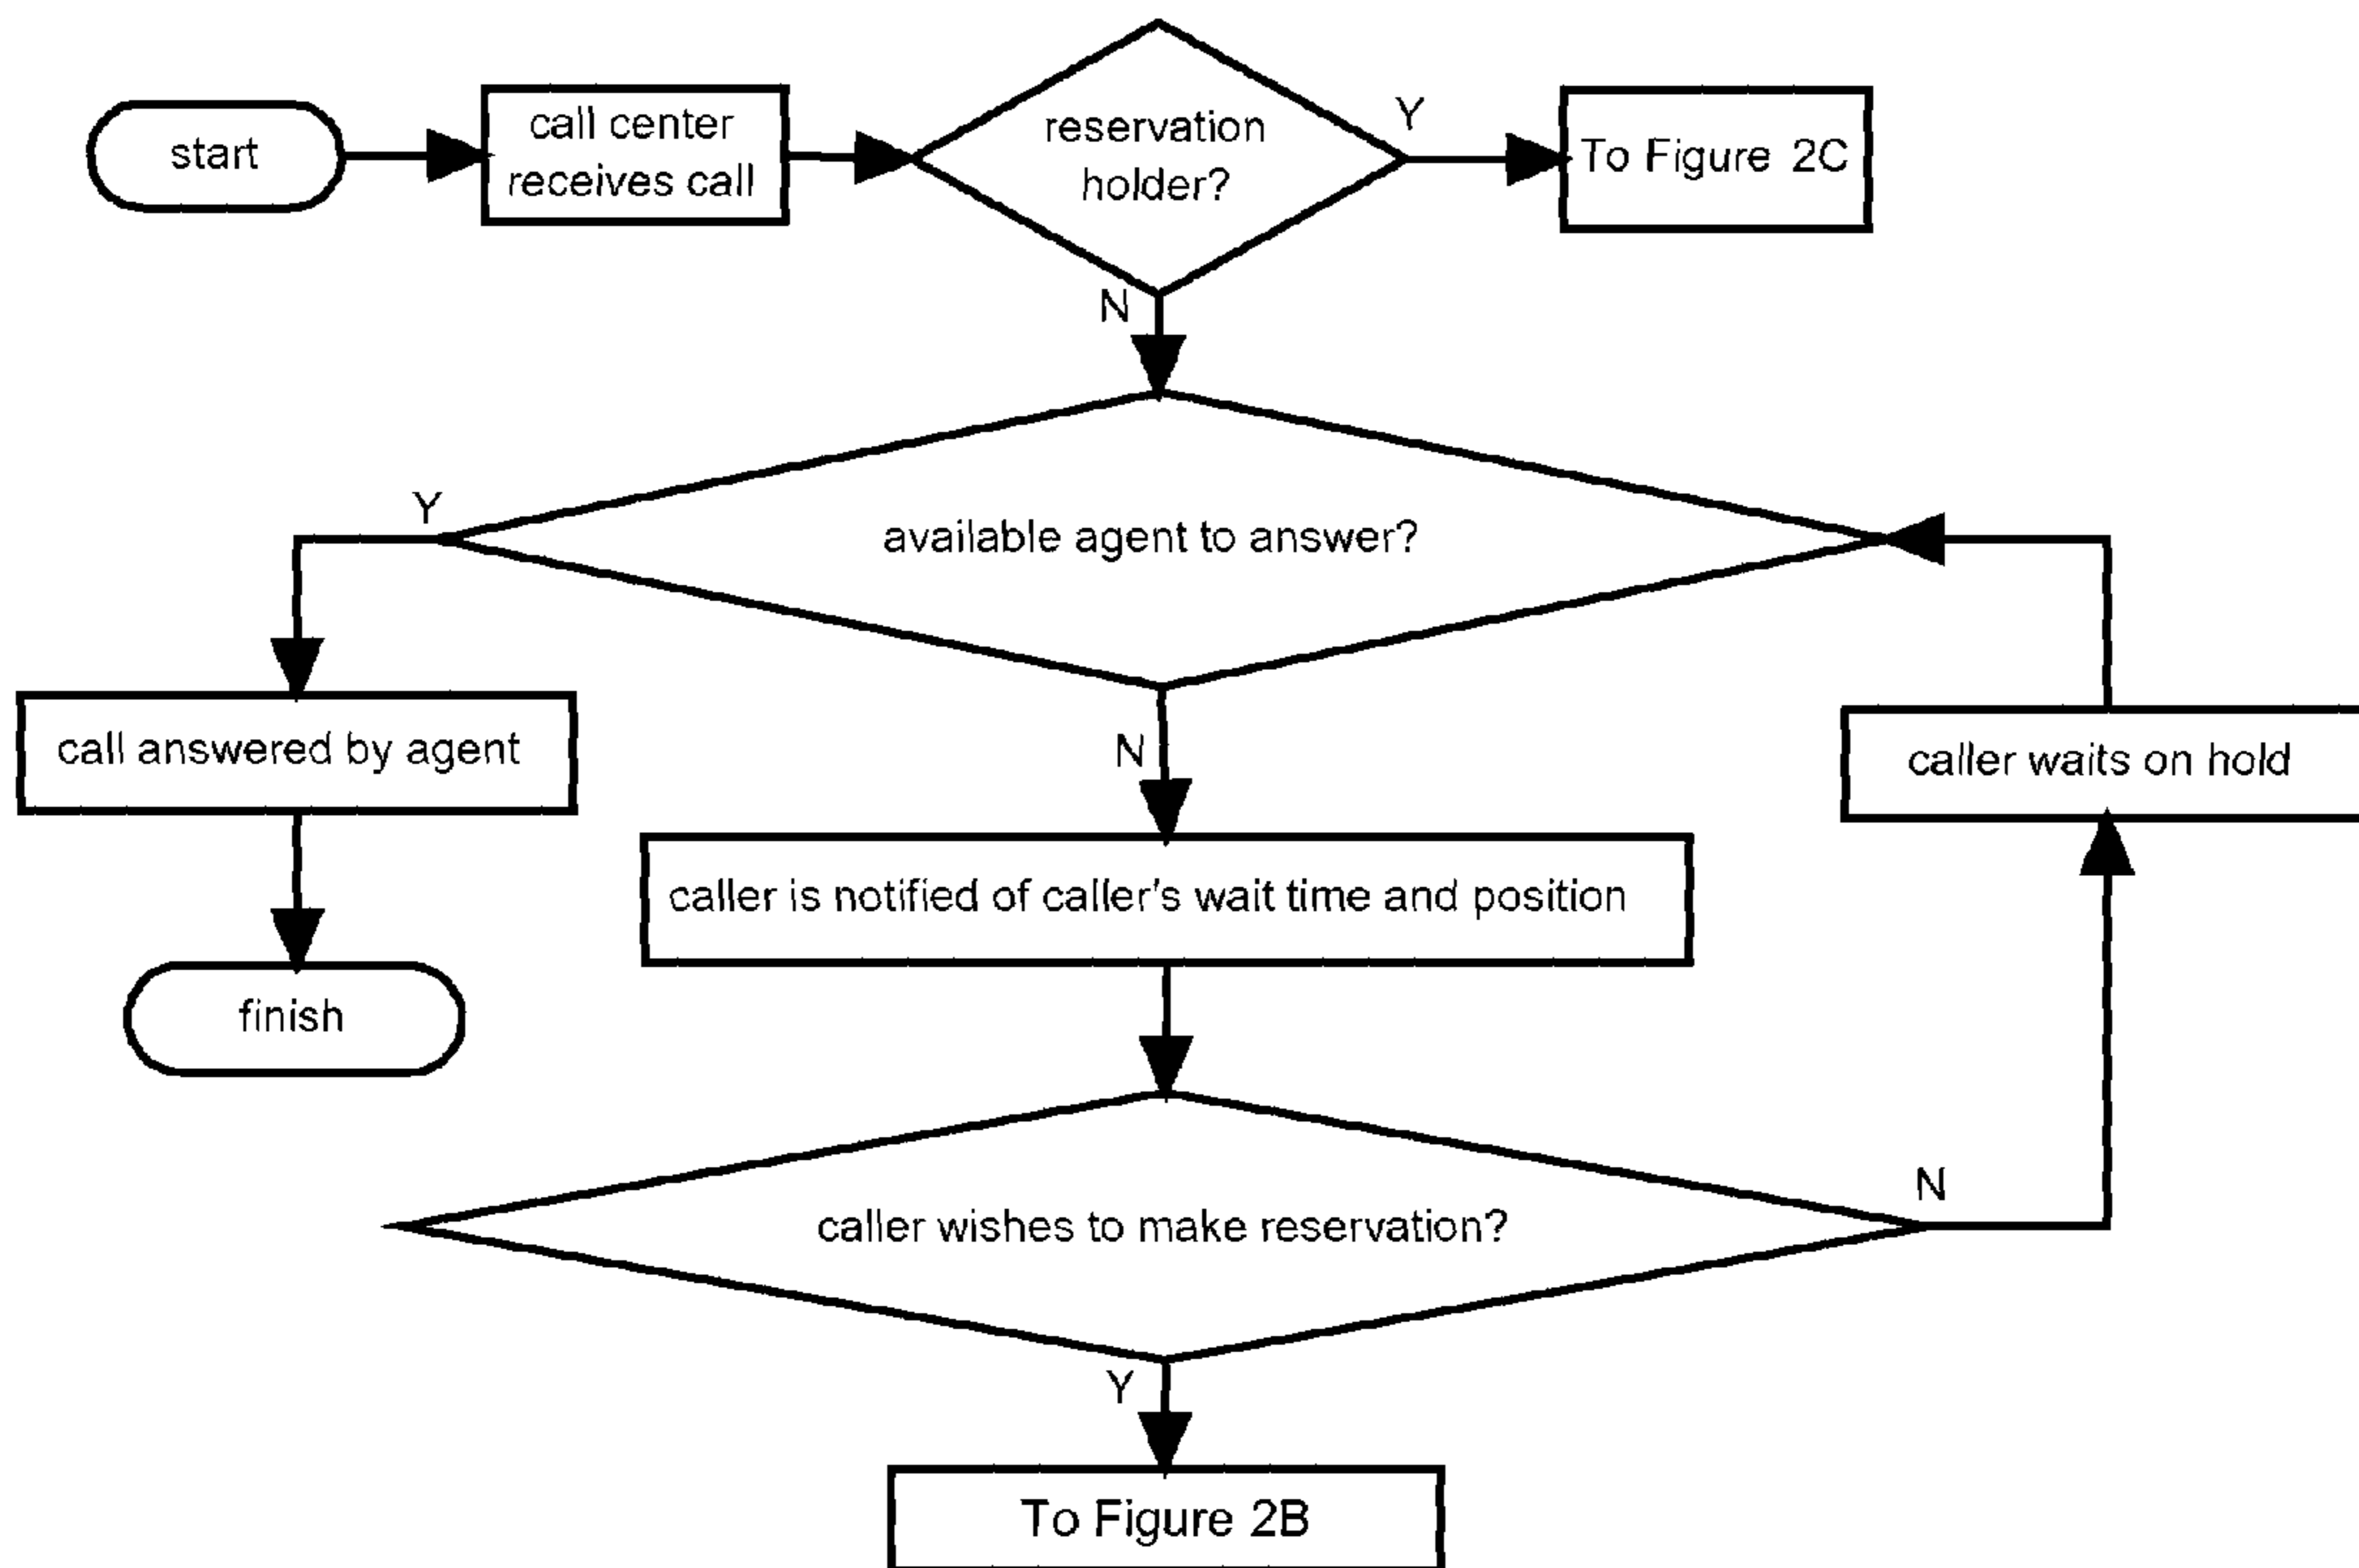 start
call center
receives call
reservation
holder?
Y
To Figure 2C
N
available agent to answer?
Y
N
call answered by agent
caller waits on hold
caller is notified of caller's wait time and position
finish
caller wishes to make reservation?
N
Y
To Figure 2B